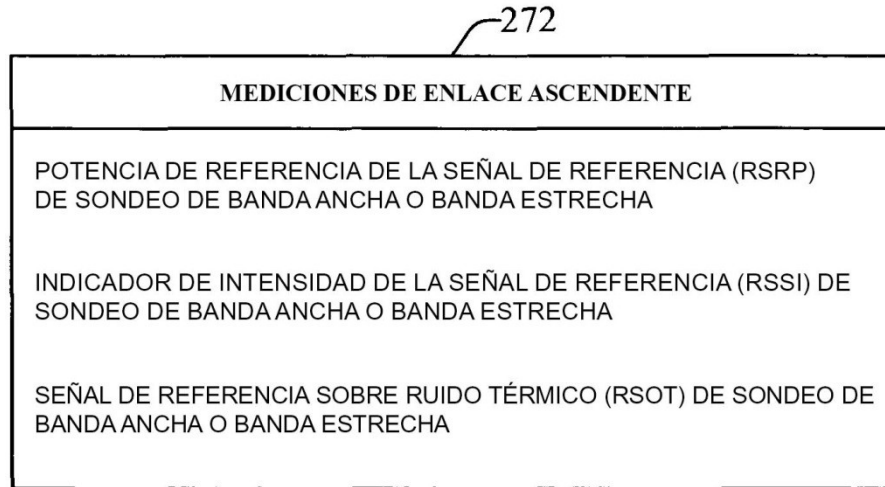 272
MEDICIONES DE ENLACE ASCENDENTE
POTENCIA DE REFERENCIA DE LA SEÑAL DE REFERENCIA (RSRP)
DE SONDEO DE BANDA ANCHA O BANDA ESTRECHA
INDICADOR DE INTENSIDAD DE LA SEÑAL DE REFERENCIA (RSSI) DE
SONDEO DE BANDA ANCHA O BANDA ESTRECHA
SEÑAL DE REFERENCIA SOBRE RUIDO TÉRMICO (RSOT) DE SONDEO DE
BANDA ANCHA O BANDA ESTRECHA